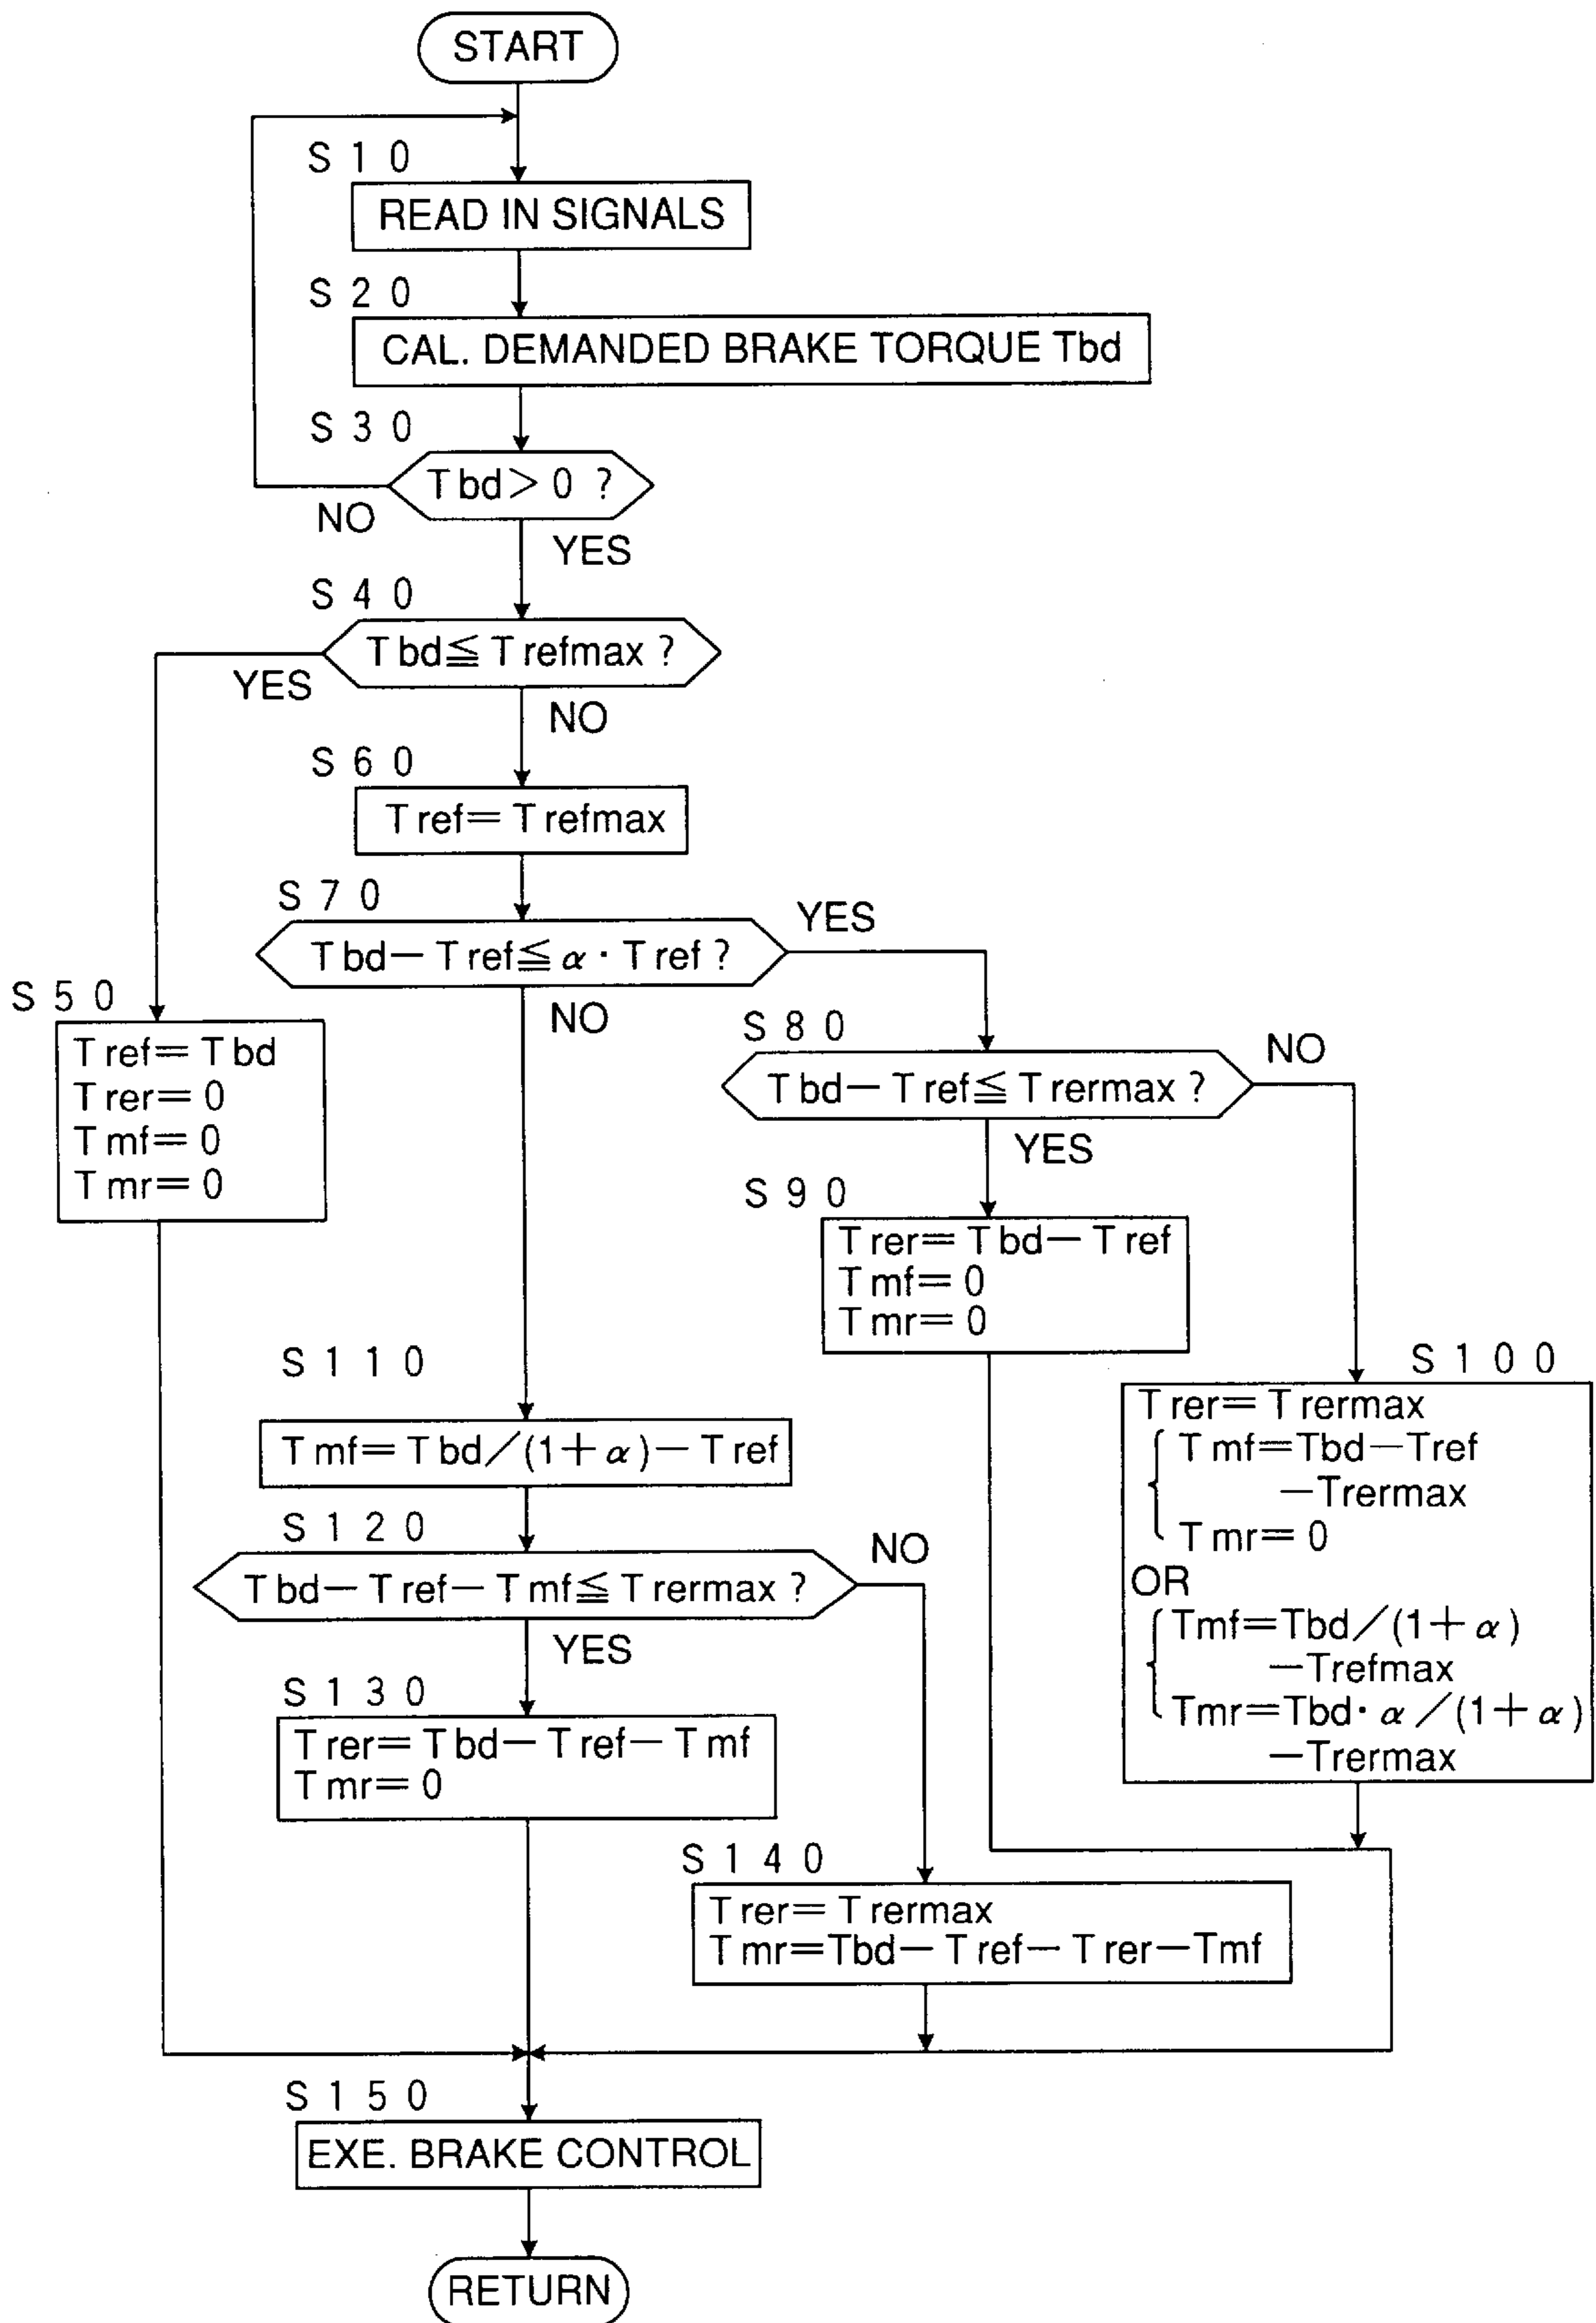 START
S10
READ IN SIGNALS
S20
CAL. DEMANDED BRAKE TORQUE Tbd
S30
Tbd>0 ?
NO
YES
S40
Tbd≦Trefmax ?
YES
NO
S60
Tref=Trefmax
S70
Tbd−Tref≦α·Tref ?
YES
NO
S50
Tref=Tbd
Trer=0
Tmf=0
Tmr=0
S80
Tbd−Tref≦Trermax ?
NO
YES
S90
Trer=Tbd−Tref
Tmf=0
Tmr=0
S100
Trer=Trermax
Tmf=Tbd−Tref
−Trermax
Tmr=0
OR
Tmf=Tbd/(1+α)
−Trefmax
Tmr=Tbd·α/(1+α)
−Trermax
S110
Tmf=Tbd/(1+α)−Tref
S120
Tbd−Tref−Tmf≦Trermax ?
NO
YES
S130
Trer=Tbd−Tref−Tmf
Tmr=0
S140
Trer=Trermax
Tmr=Tbd−Tref−Trer−Tmf
S150
EXE. BRAKE CONTROL
RETURN